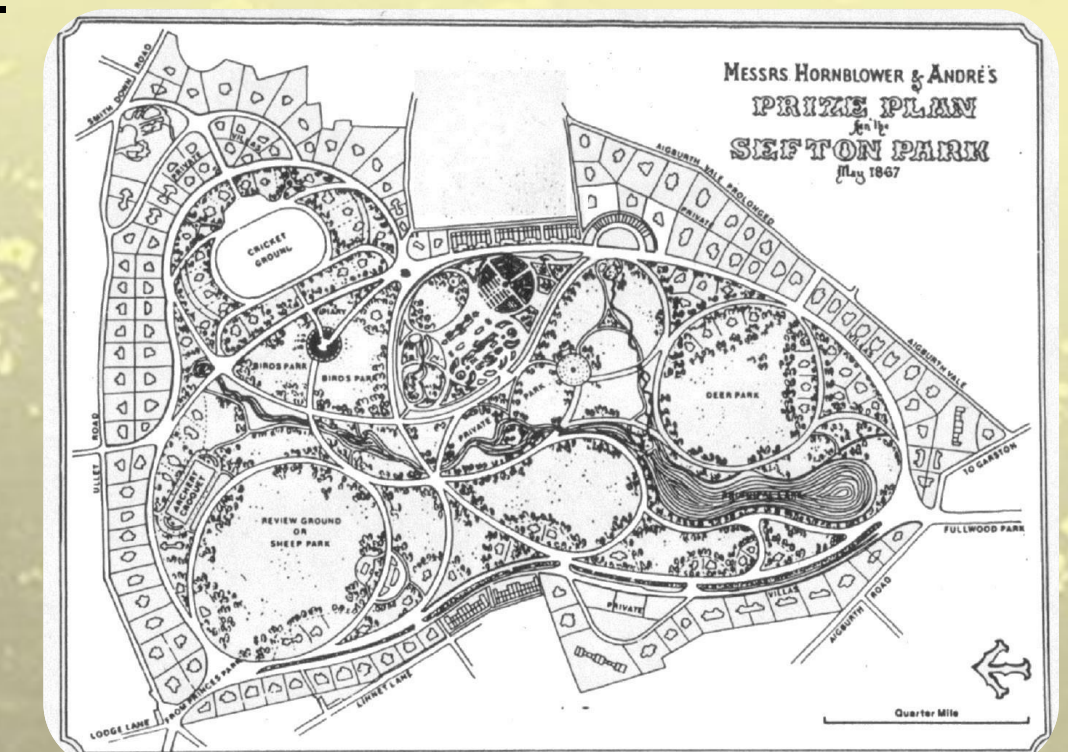 MESSRS HORNBLOWER & ANDRÉ'S
PRIZE PLAN
for the
SEFTON PARK
May 1867
SMITH DOWN ROAD
VILLAS
PRIVATE
AIGBURTH VALE PROLONGED
PRIVATE
CRICKET
GROUND
AVIARY
BIRDS PARK
BIRDS PARK
PARK
PRIVATE
DEER PARK
AIGBURTH VALE
ULLET ROAD
TO GARSTON
ARCHERY
GROUNT
PRINCIPAL LAKE
REVIEW GROUND
OR
SHEEP PARK
FULLWOOD PARK
PRIVATE
VILLAS
AIGBURTH ROAD
FROM PRINCES PARK
LINNET LANE
LODGE LANE
Quarter Mile